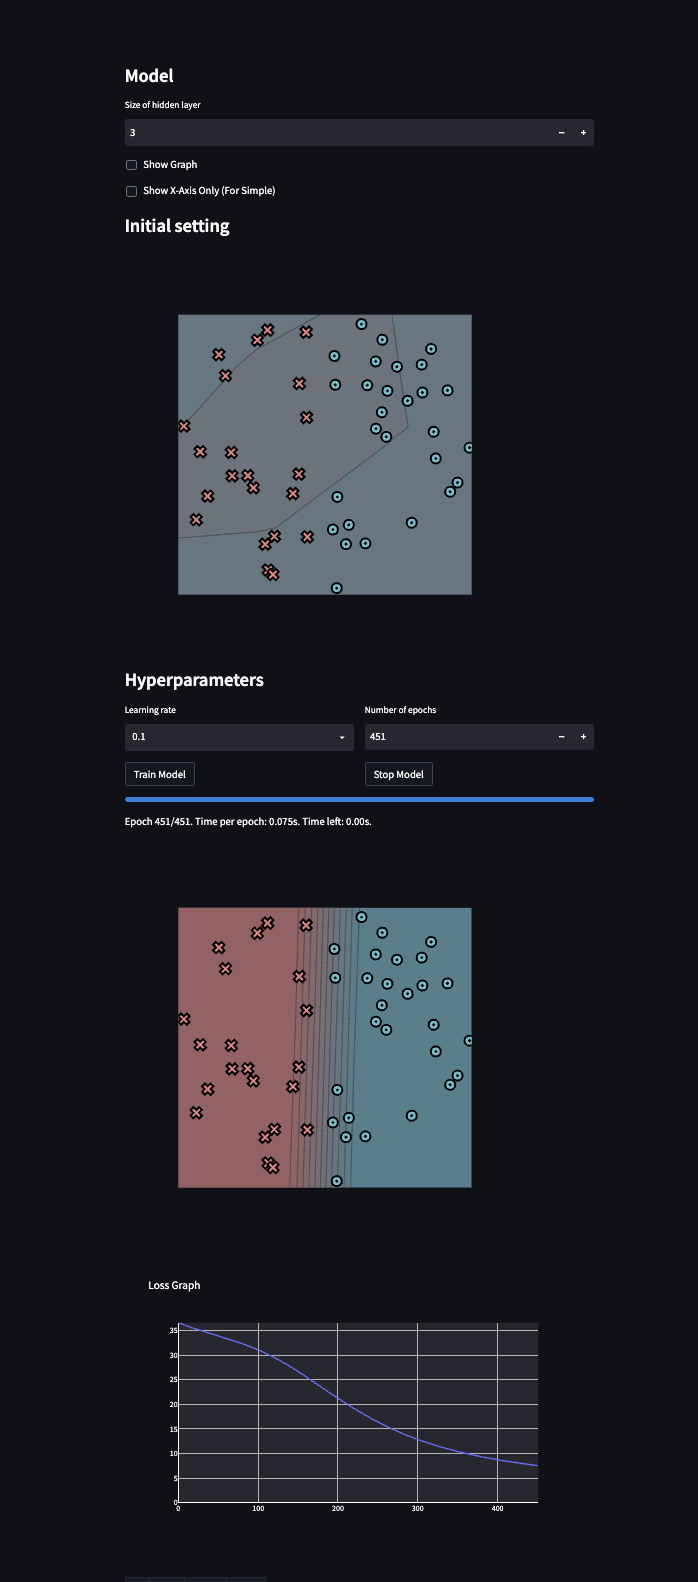 Model
Size of hidden layer
3
− +
Show Graph
Show X-Axis Only (For Simple)
Initial setting
Hyperparameters
Learning rate
Number of epochs
0.1
451
− +
Train Model
Stop Model
Epoch 451/451. Time per epoch: 0.075s. Time left: 0.00s.
Loss Graph
35
30
25
20
15
10
5
0
0 100 200 300 400